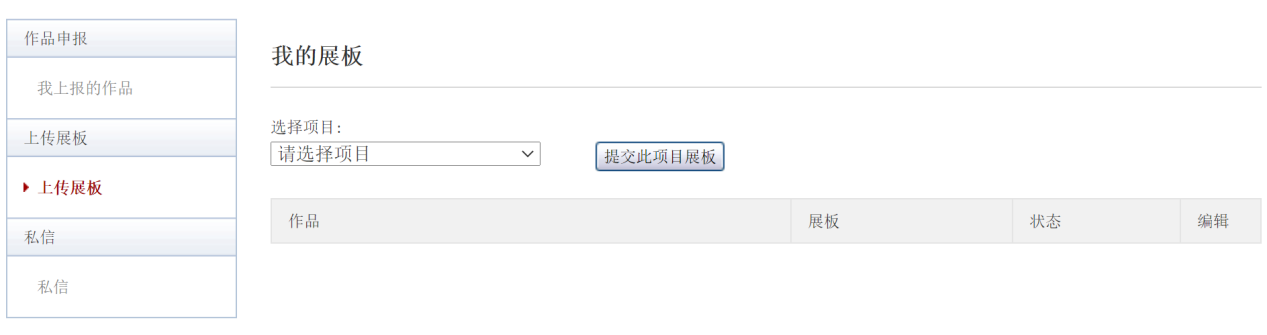 作品申报
我上报的作品
上传展板
上传展板
私信
私信
我的展板
选择项目:
请选择项目
提交此项目展板
作品 展板 状态 编辑